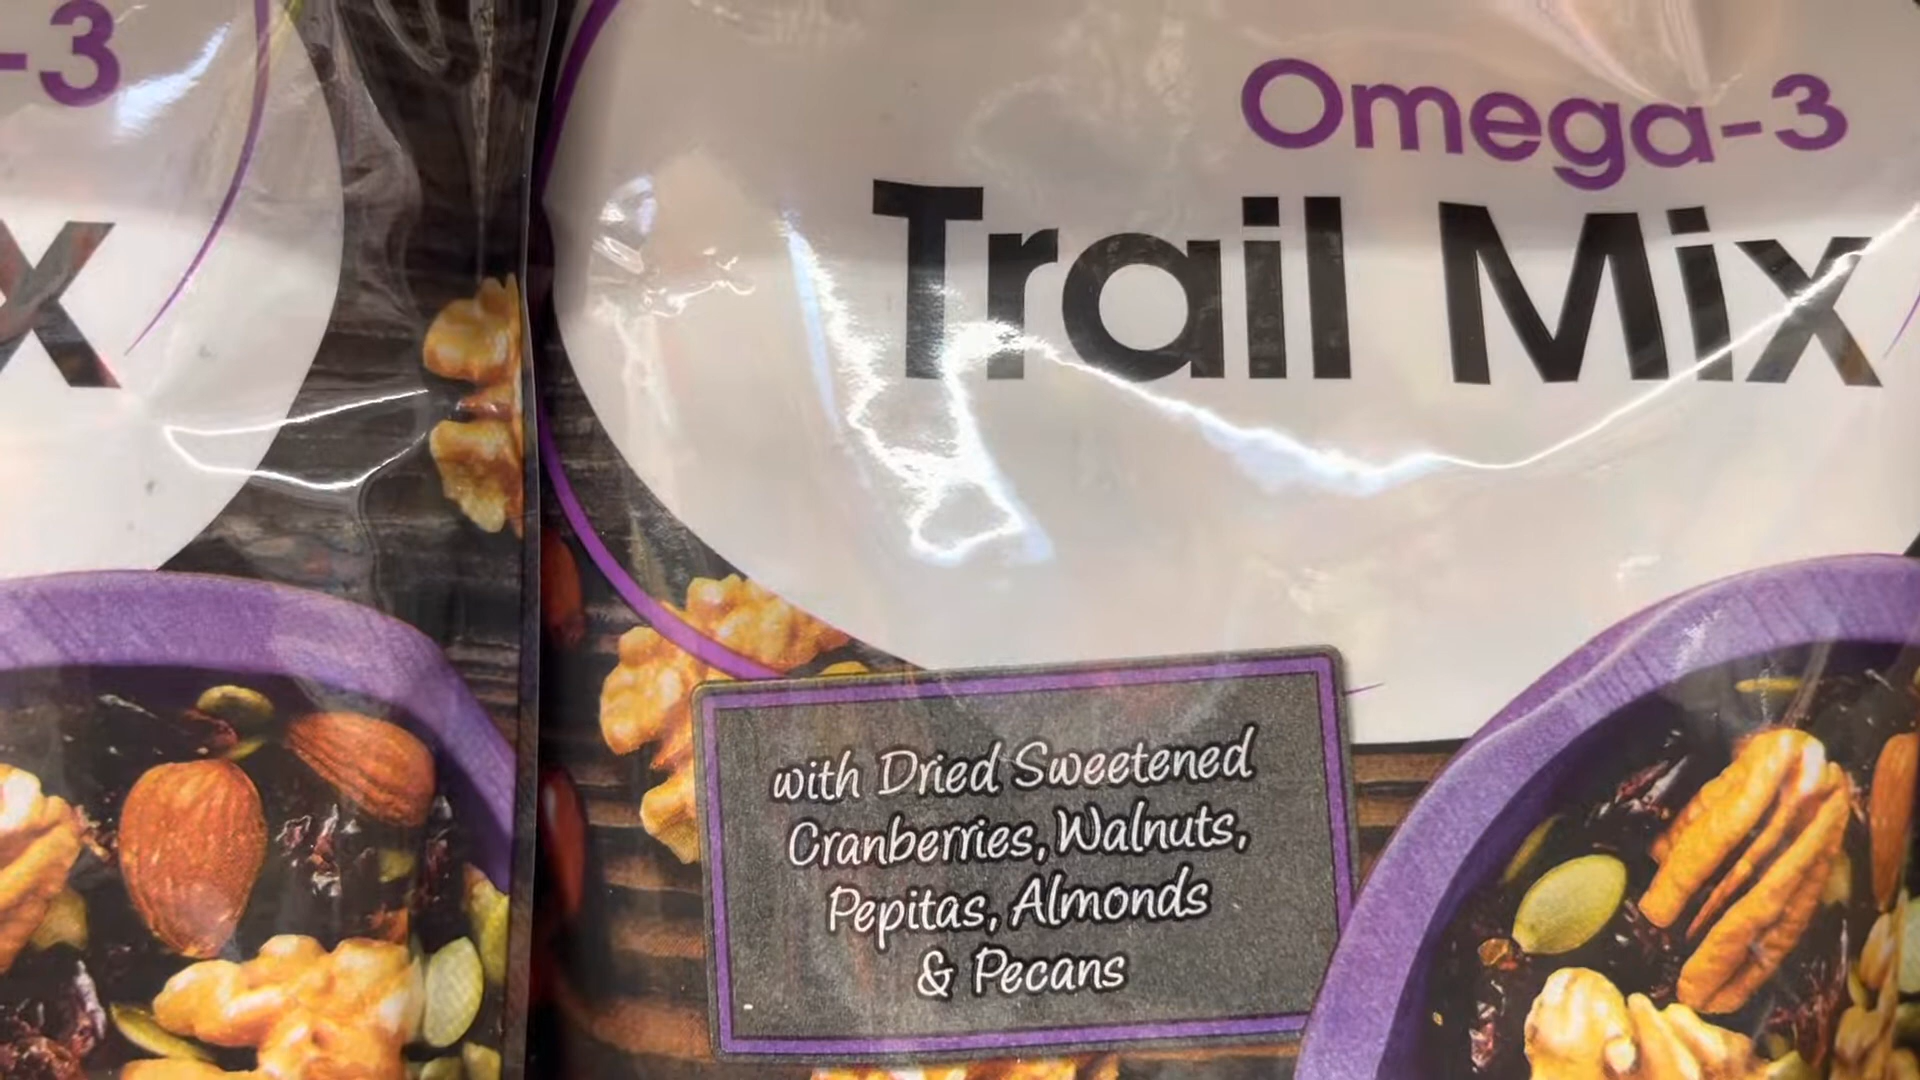 -3
x
Omega-3
Trail Mix
with Dried Sweetened
Cranberries, Walnuts,
Pepitas, Almonds
& Pecans